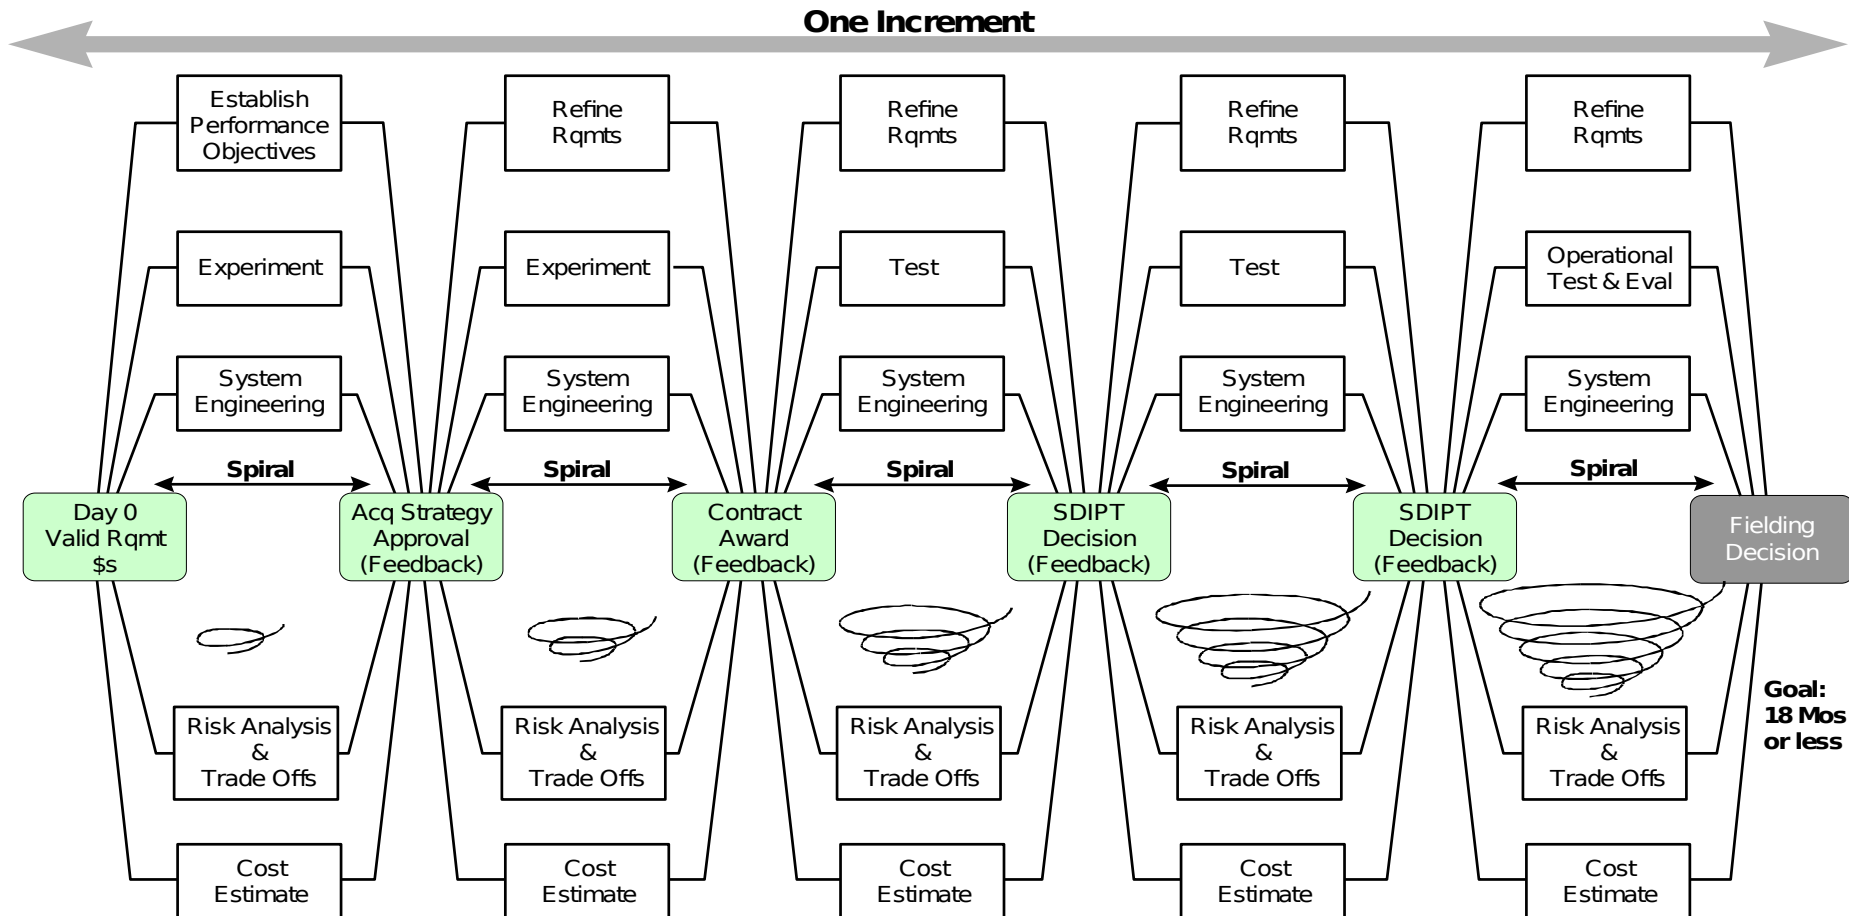 One Increment
Establish
Performance
Objectives
Refine
Rqmts
Refine
Rqmts
Refine
Rqmts
Refine
Rqmts
Experiment
Experiment
Test
Test
Operational
Test & Eval
System
Engineering
System
Engineering
System
Engineering
System
Engineering
System
Engineering
Spiral
Spiral
Spiral
Spiral
Spiral
Day 0
Valid Rqmt
$s
Acq Strategy
Approval
(Feedback)
Contract
Award
(Feedback)
SDIPT
Decision
(Feedback)
SDIPT
Decision
(Feedback)
Fielding
Decision
Goal:
18 Mos
or less
Risk Analysis
&
Trade Offs
Risk Analysis
&
Trade Offs
Risk Analysis
&
Trade Offs
Risk Analysis
&
Trade Offs
Risk Analysis
&
Trade Offs
Cost
Estimate
Cost
Estimate
Cost
Estimate
Cost
Estimate
Cost
Estimate